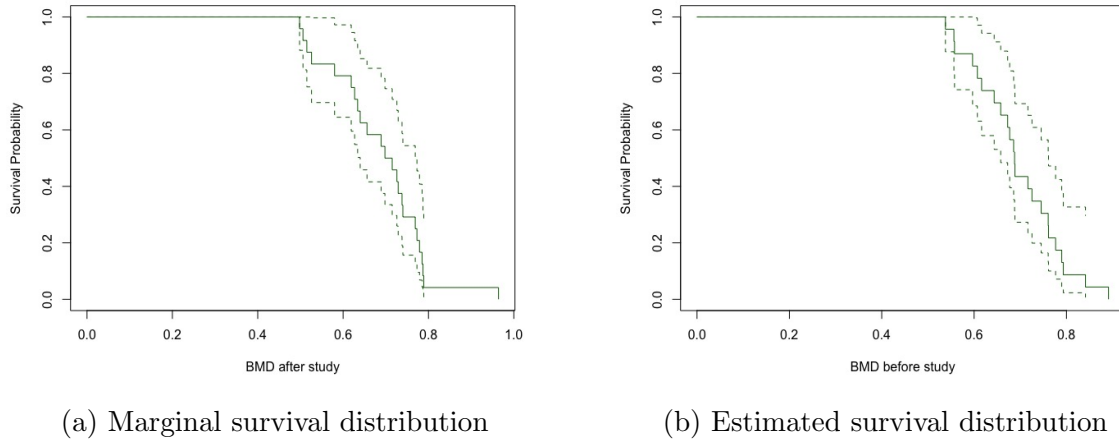 Survival Probability
1.0
0.8
0.6
0.4
0.2
0.0
0.0 0.2 0.4 0.6 0.8 1.0
BMD after study
(a) Marginal survival distribution
Survival Probability
1.0
0.8
0.6
0.4
0.2
0.0
0.0 0.2 0.4 0.6 0.8
BMD before study
(b) Estimated survival distribution